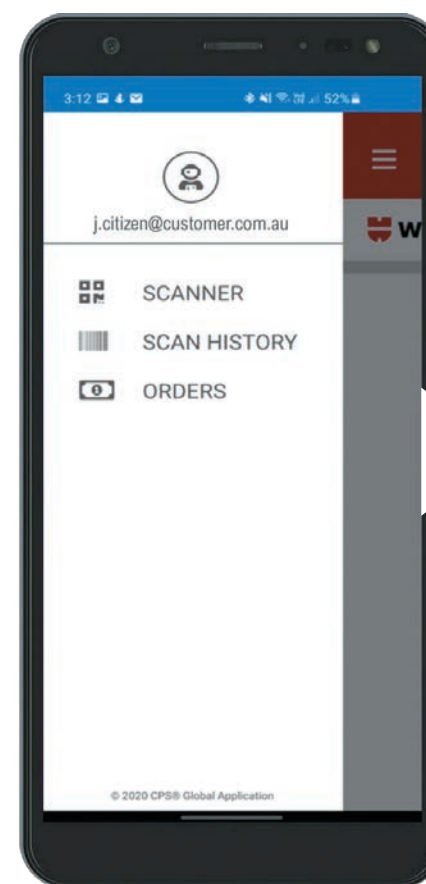 3:12 52%
j.citizen@customer.com.au
W
SCANNER
SCAN HISTORY
ORDERS
© 2020 CPS® Global Application